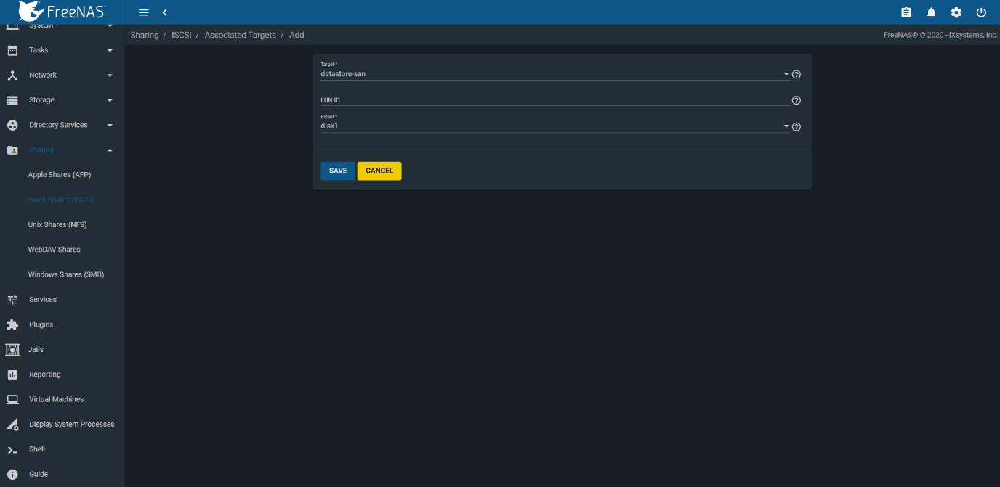 FreeNAS
System
Tasks
Network
Storage
Directory Services
Sharing
Apple Shares (AFP)
Block Shares (iSCSI)
Unix Shares (NFS)
WebDAV Shares
Windows Shares (SMB)
Services
Plugins
Jails
Reporting
Virtual Machines
Display System Processes
Shell
Guide
Sharing / iSCSI / Associated Targets / Add
FreeNAS® © 2020 - iXsystems, Inc.
Target *
datastore-san
LUN ID
Extent *
disk1
SAVE CANCEL